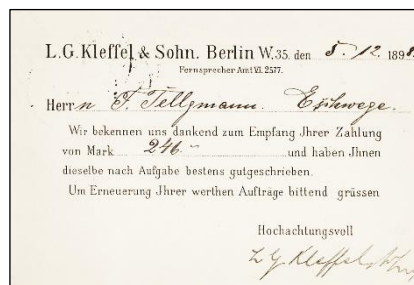 L.G. Kleffel & Sohn. Berlin W.35. den 5. 12. 1898.
Fernsprecher Amt VI. 2577.
Herrn F. Tellgmann. Eschwege.
Wir bekennen uns dankend zum Empfang Jhrer Zahlung
von Mark 246.- und haben Jhnen
dieselbe nach Aufgabe bestens gutgeschrieben.
Um Erneuerung Jhrer werthen Aufträge bittend grüssen
Hochachtungsvoll
L G Kleffel &